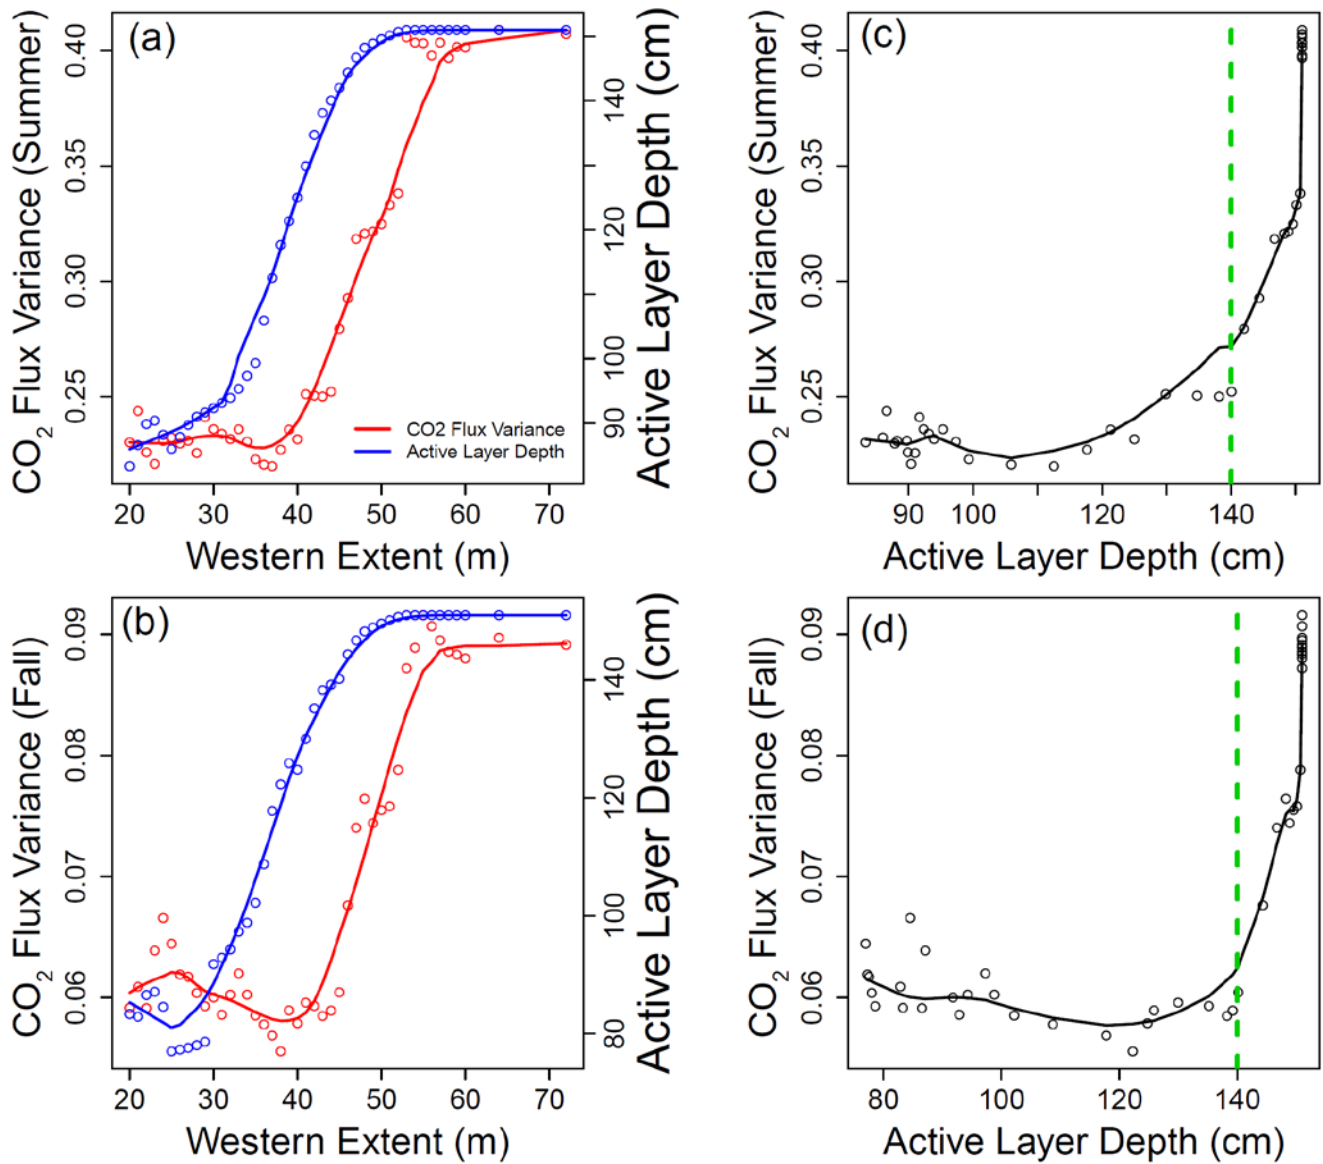 (a)
CO2 Flux Variance (Summer)
0.40
0.35
0.30
0.25
Active Layer Depth (cm)
140
120
100
90
CO2 Flux Variance
Active Layer Depth
20 30 40 50 60 70
Western Extent (m)
(c)
CO2 Flux Variance (Summer)
0.40
0.35
0.30
0.25
90 100 120 140
Active Layer Depth (cm)
(b)
CO2 Flux Variance (Fall)
0.09
0.08
0.07
0.06
Active Layer Depth (cm)
140
120
100
80
20 30 40 50 60 70
Western Extent (m)
(d)
CO2 Flux Variance (Fall)
0.09
0.08
0.07
0.06
80 100 120 140
Active Layer Depth (cm)